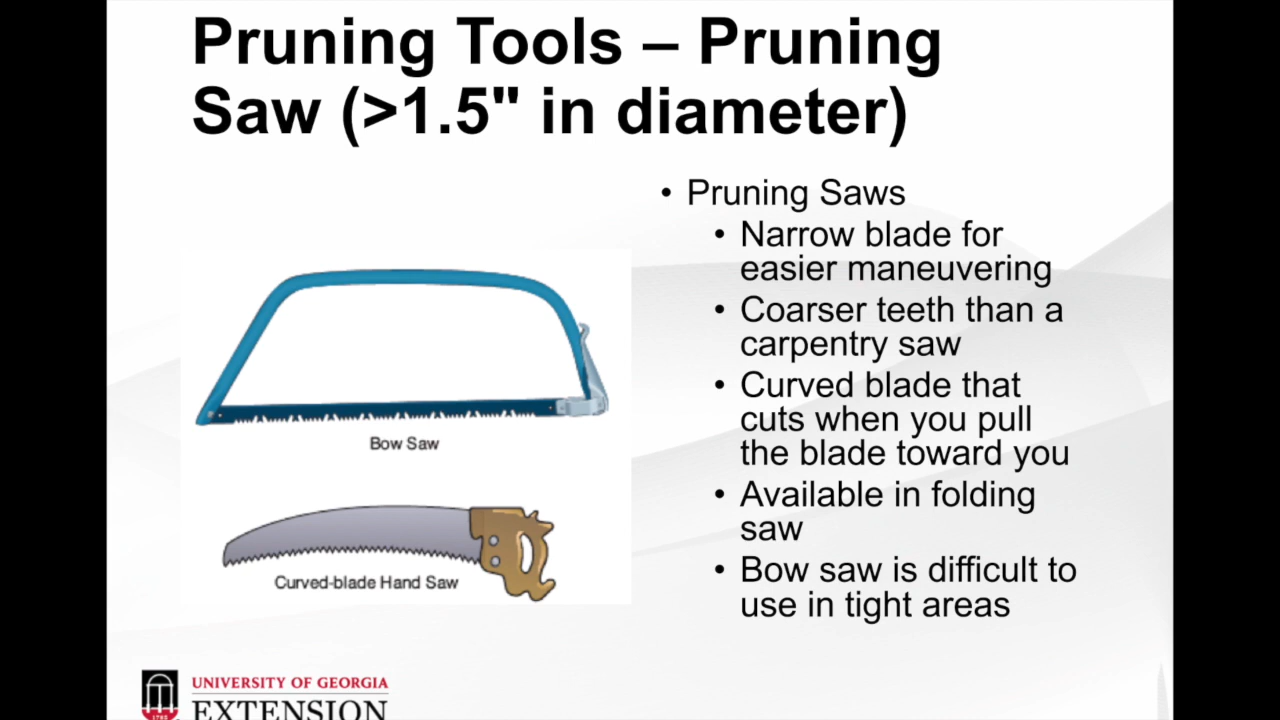 Pruning Tools – Pruning
Saw (>1.5" in diameter)
• Pruning Saws
• Narrow blade for
easier maneuvering
• Coarser teeth than a
carpentry saw
• Curved blade that
cuts when you pull
the blade toward you
• Available in folding
saw
• Bow saw is difficult to
use in tight areas
Bow Saw
Curved-blade Hand Saw
UNIVERSITY OF GEORGIA
EXTENSION
1785